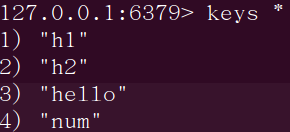 127.0.0.1:6379> keys *
1) "h1"
2) "h2"
3) "hello"
4) "num"